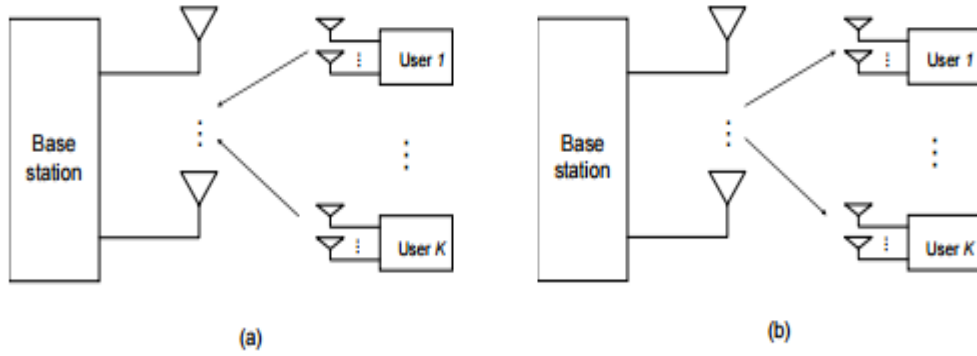 Base
station
User 1
⋮
User K
(a)
Base
station
User 1
⋮
User K
(b)